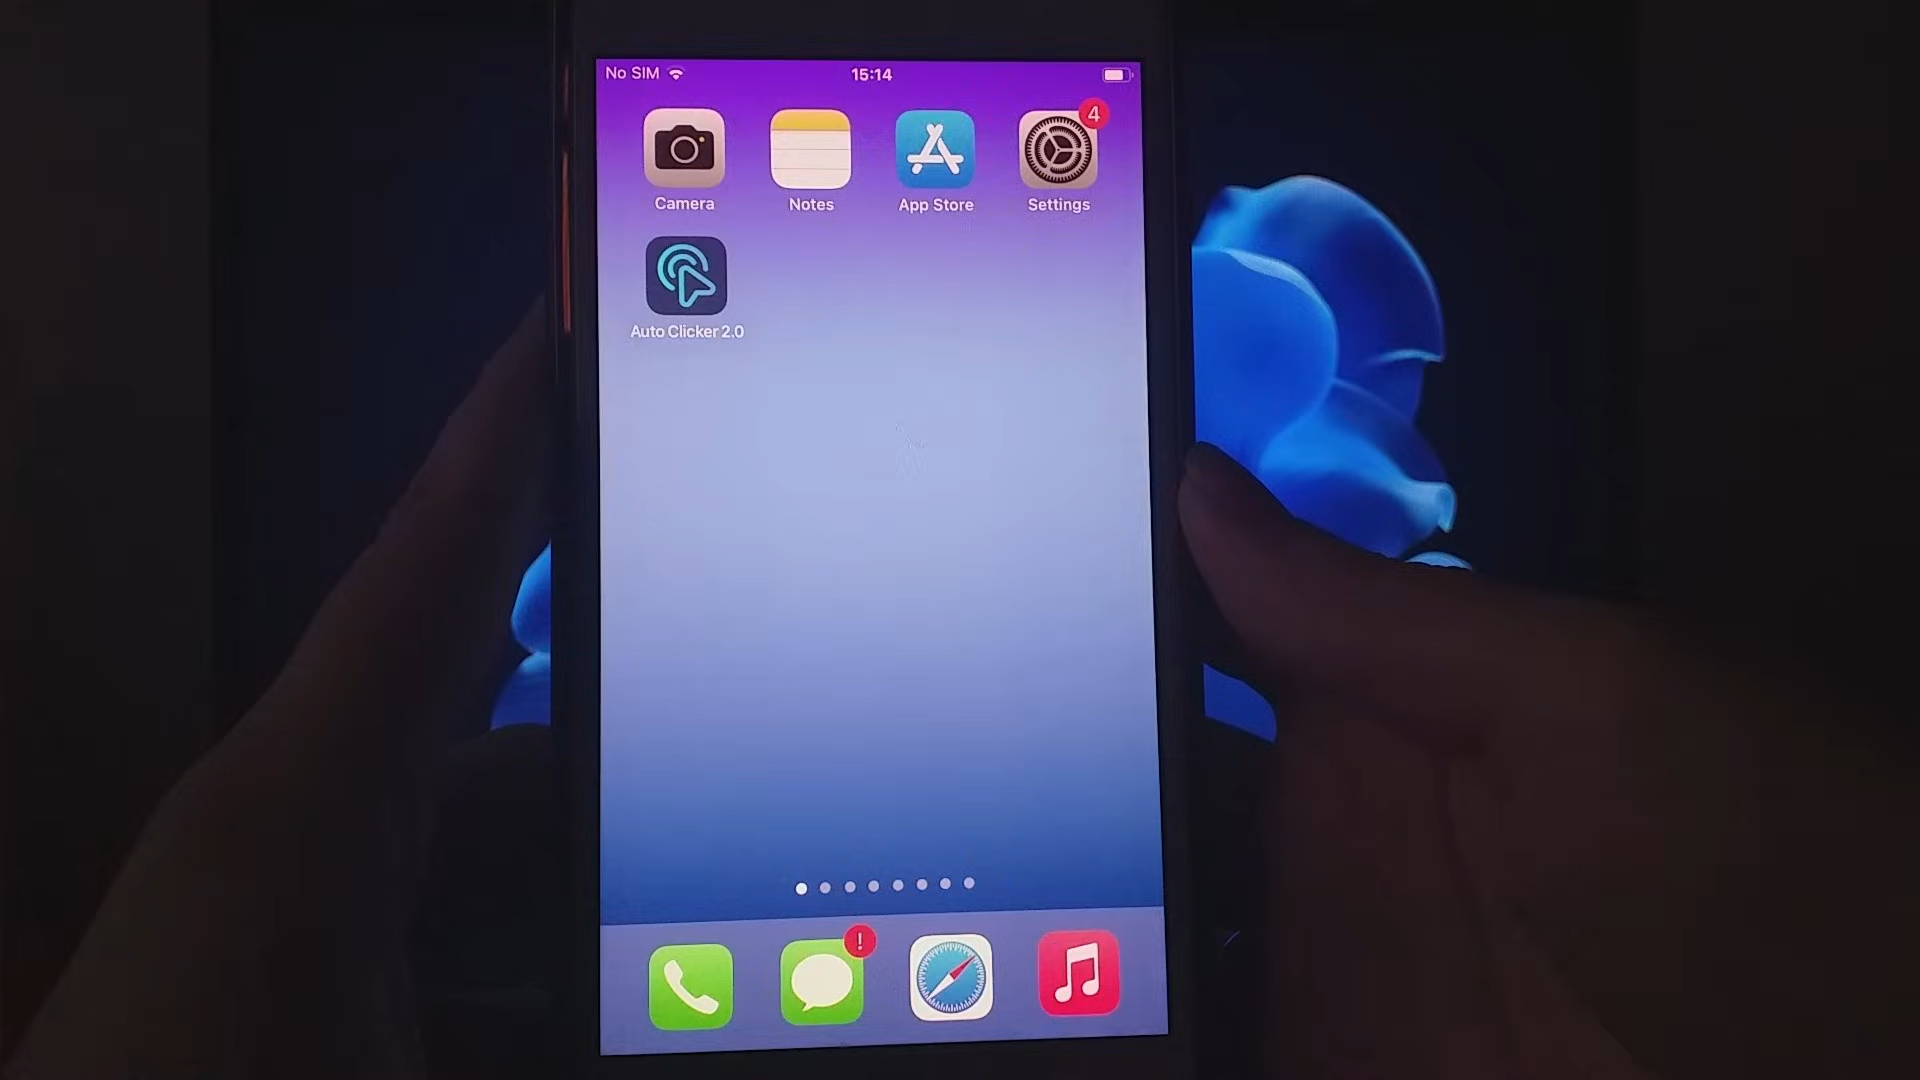 No SIM 15:14
4
Camera Notes App Store Settings
Auto Clicker 2.0
!